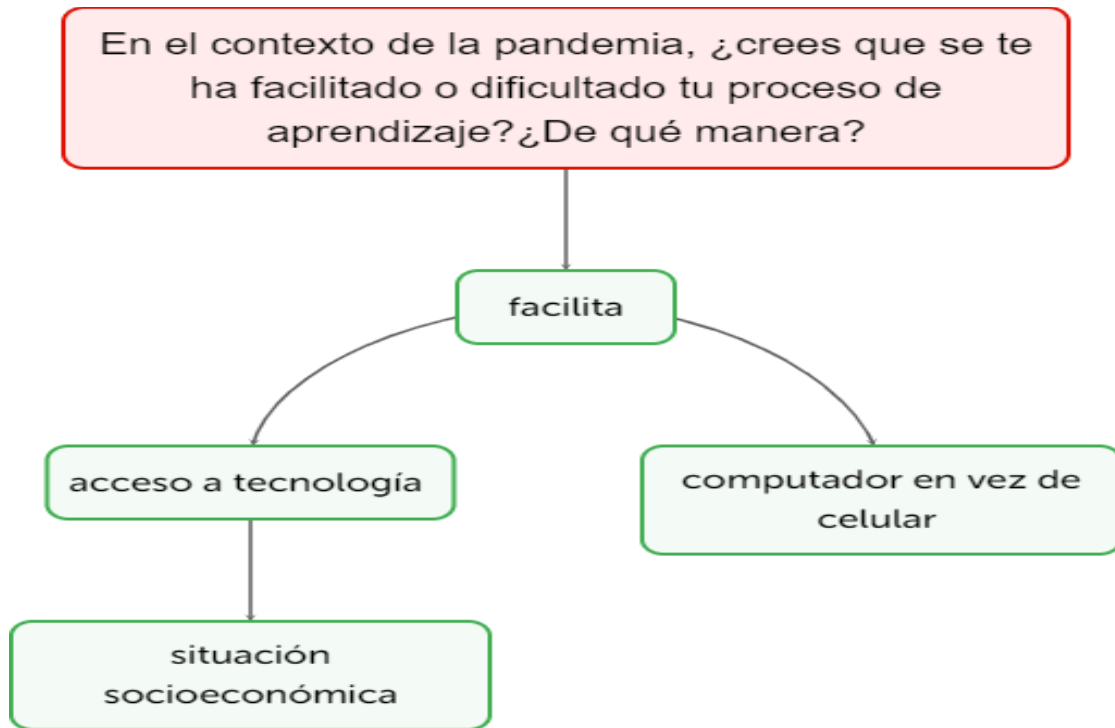 En el contexto de la pandemia, ¿crees que se te
ha facilitado o dificultado tu proceso de
aprendizaje?¿De qué manera?
facilita
acceso a tecnología
computador en vez de
celular
situación
socioeconómica